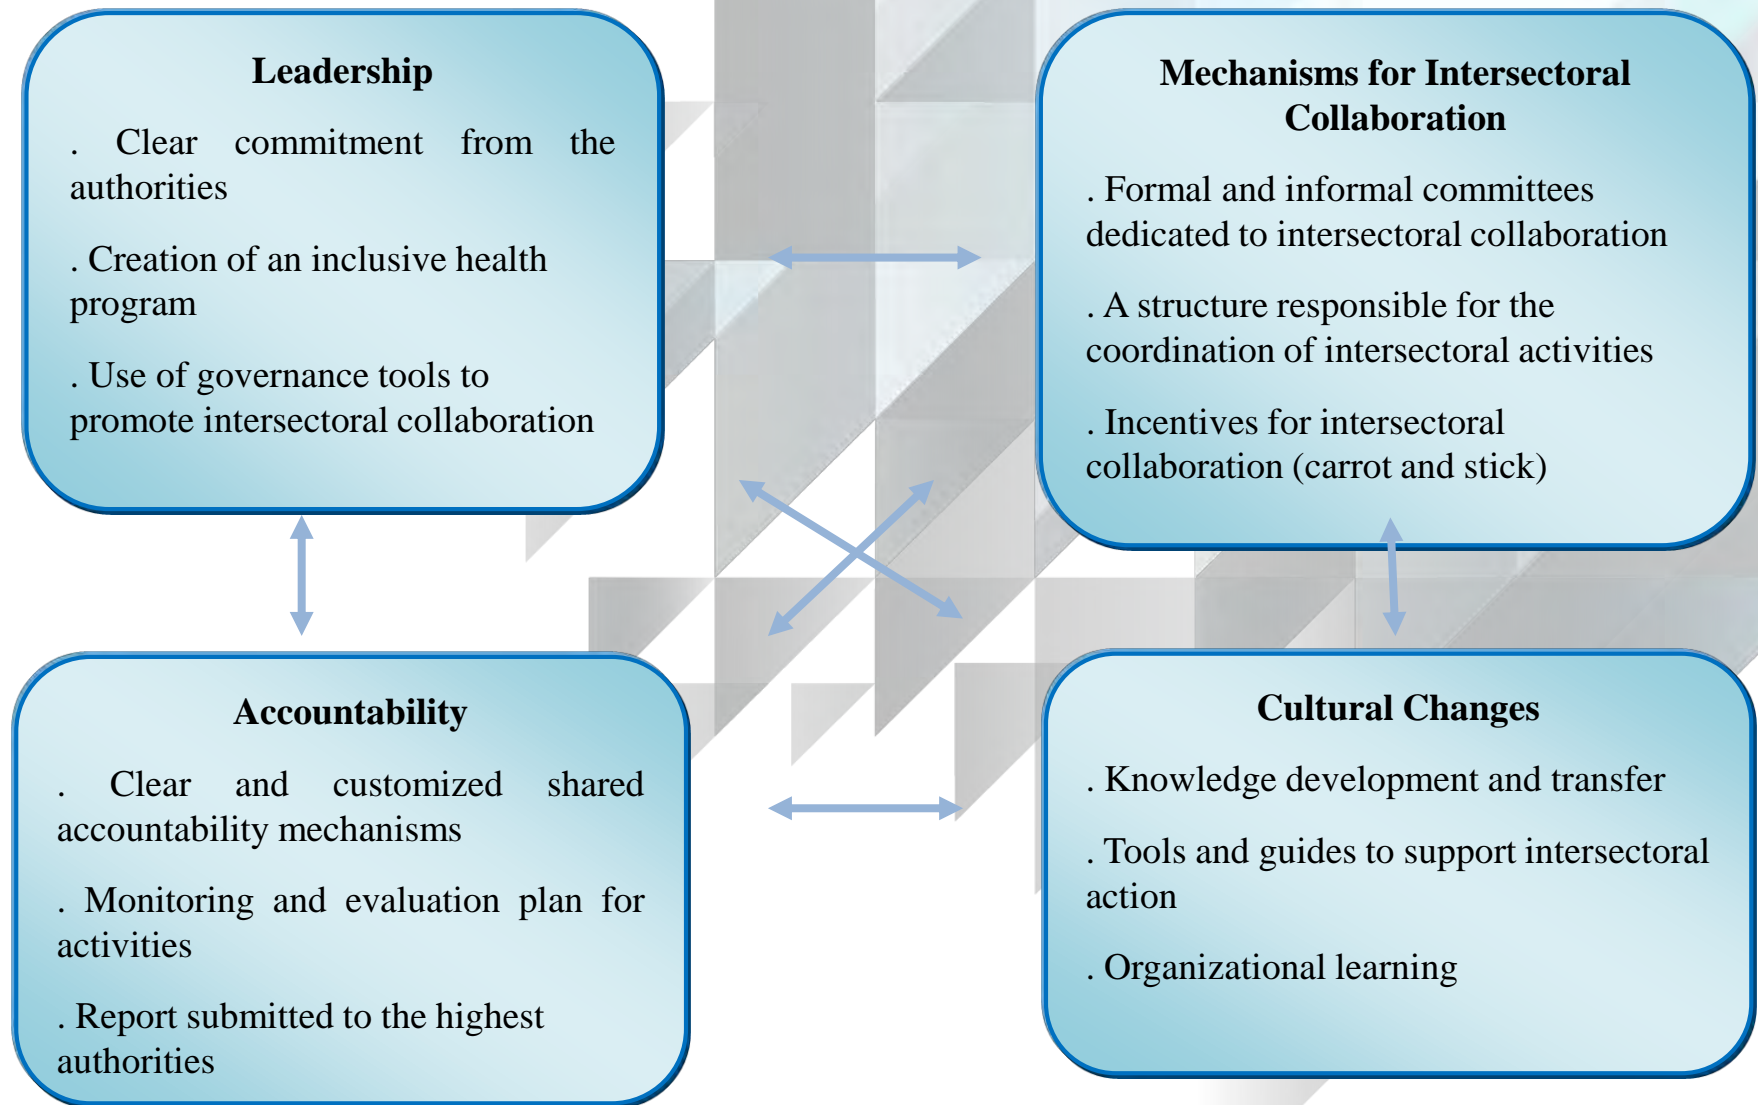 Leadership
. Clear commitment from the
authorities
. Creation of an inclusive health
program
. Use of governance tools to
promote intersectoral collaboration
Mechanisms for Intersectoral
Collaboration
. Formal and informal committees
dedicated to intersectoral collaboration
. A structure responsible for the
coordination of intersectoral activities
. Incentives for intersectoral
collaboration (carrot and stick)
Accountability
. Clear and customized shared
accountability mechanisms
. Monitoring and evaluation plan for
activities
. Report submitted to the highest
authorities
Cultural Changes
. Knowledge development and transfer
. Tools and guides to support intersectoral
action
. Organizational learning